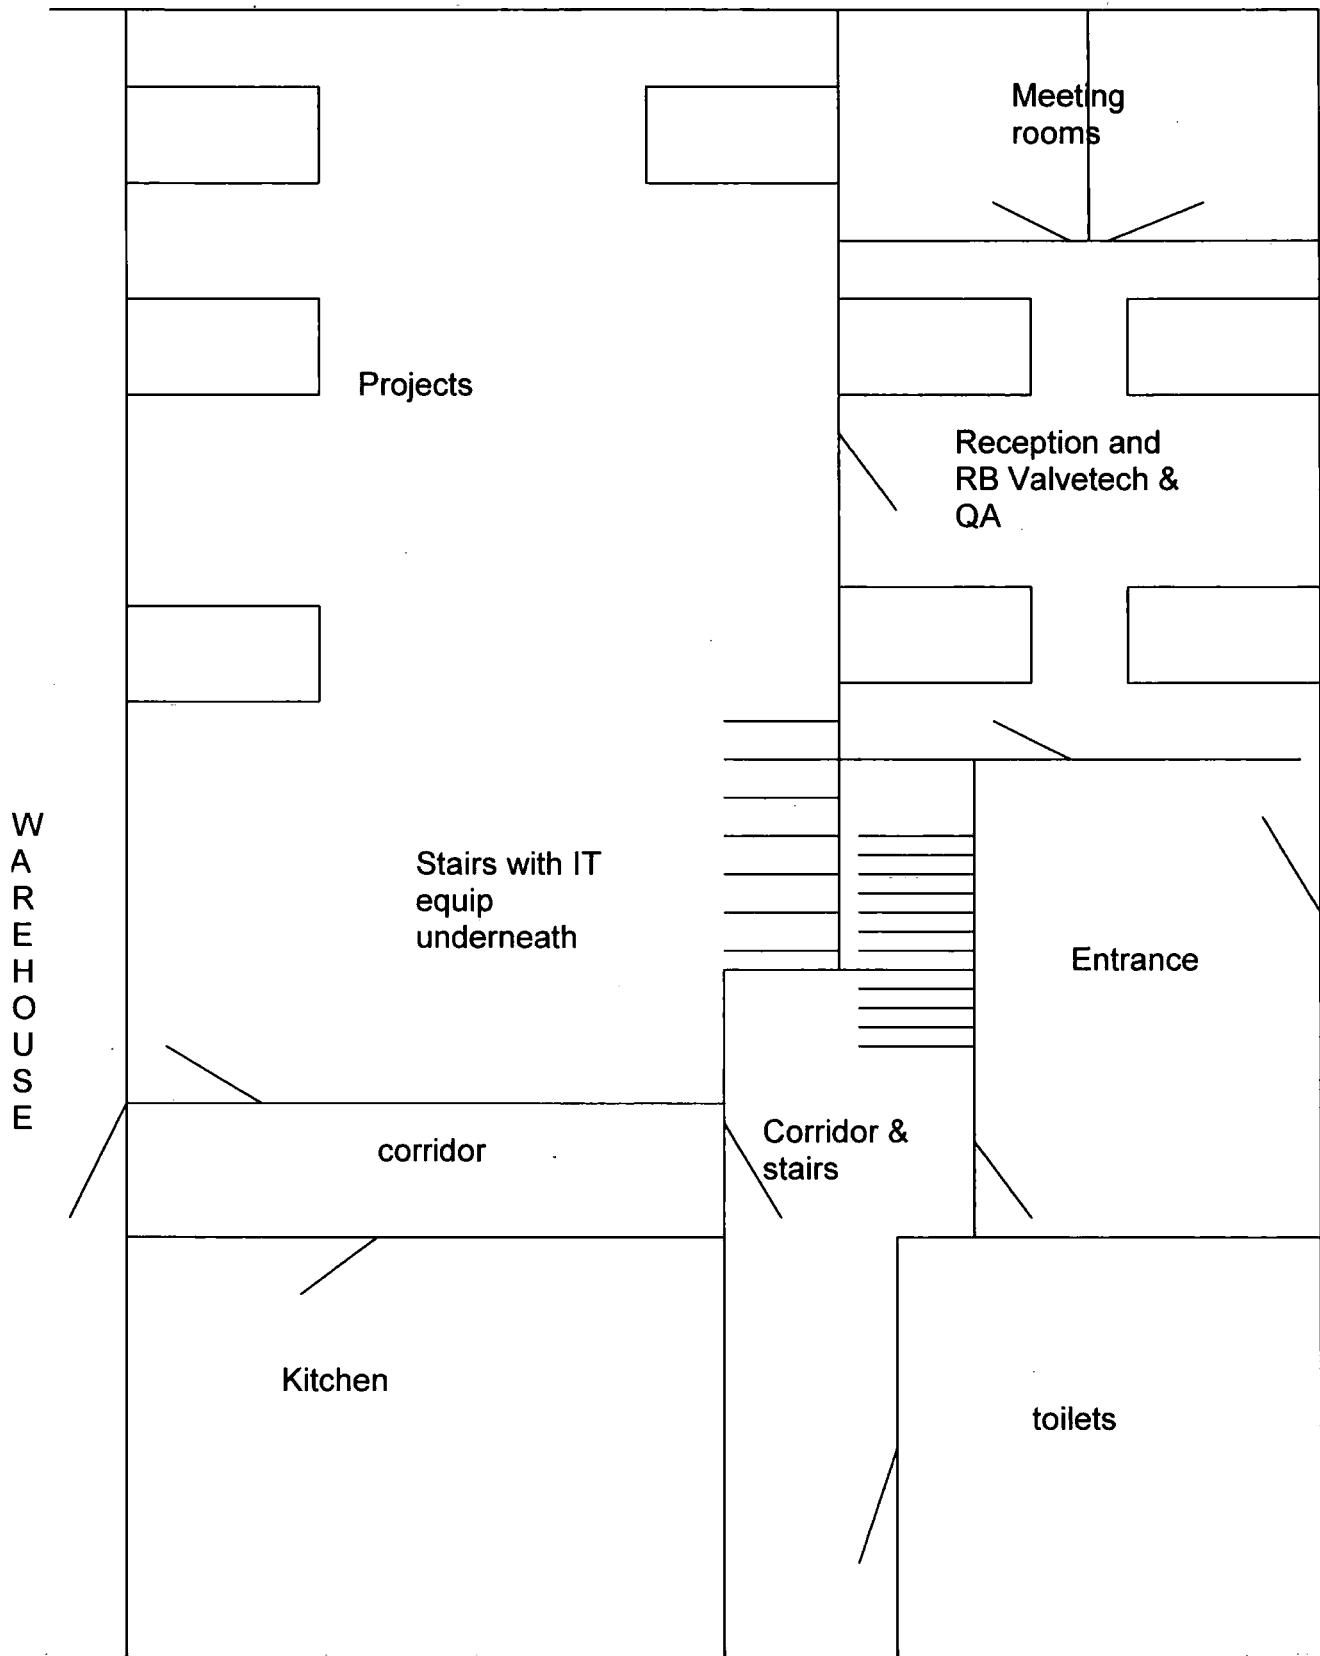 Meeting
rooms
Projects
Reception and
RB Valvetech &
QA
WAREHOUSE
Stairs with IT
equip
underneath
Entrance
corridor
Corridor &
stairs
Kitchen
toilets